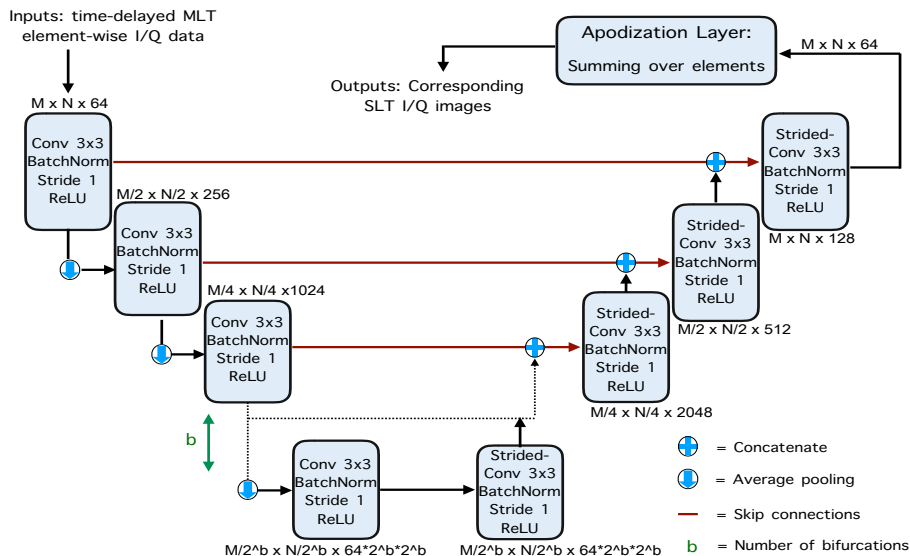 Inputs: time-delayed MLT
element-wise I/Q data
M x N x 64
Conv 3x3
BatchNorm
Stride 1
ReLU
M/2 x N/2 x 256
Conv 3x3
BatchNorm
Stride 1
ReLU
M/4 x N/4 x1024
Conv 3x3
BatchNorm
Stride 1
ReLU
b
Conv 3x3
BatchNorm
Stride 1
ReLU
M/2^b x N/2^b x 64*2^b*2^b
Strided-
Conv 3x3
BatchNorm
Stride 1
ReLU
M/2^b x N/2^b x 64*2^b*2^b
Strided-
Conv 3x3
BatchNorm
Stride 1
ReLU
M/4 x N/4 x 2048
Strided-
Conv 3x3
BatchNorm
Stride 1
ReLU
M/2 x N/2 x 512
Strided-
Conv 3x3
BatchNorm
Stride 1
ReLU
M x N x 128
M x N x 64
Apodization Layer:
Summing over elements
Outputs: Corresponding
SLT I/Q images
= Concatenate
= Average pooling
= Skip connections
b = Number of bifurcations